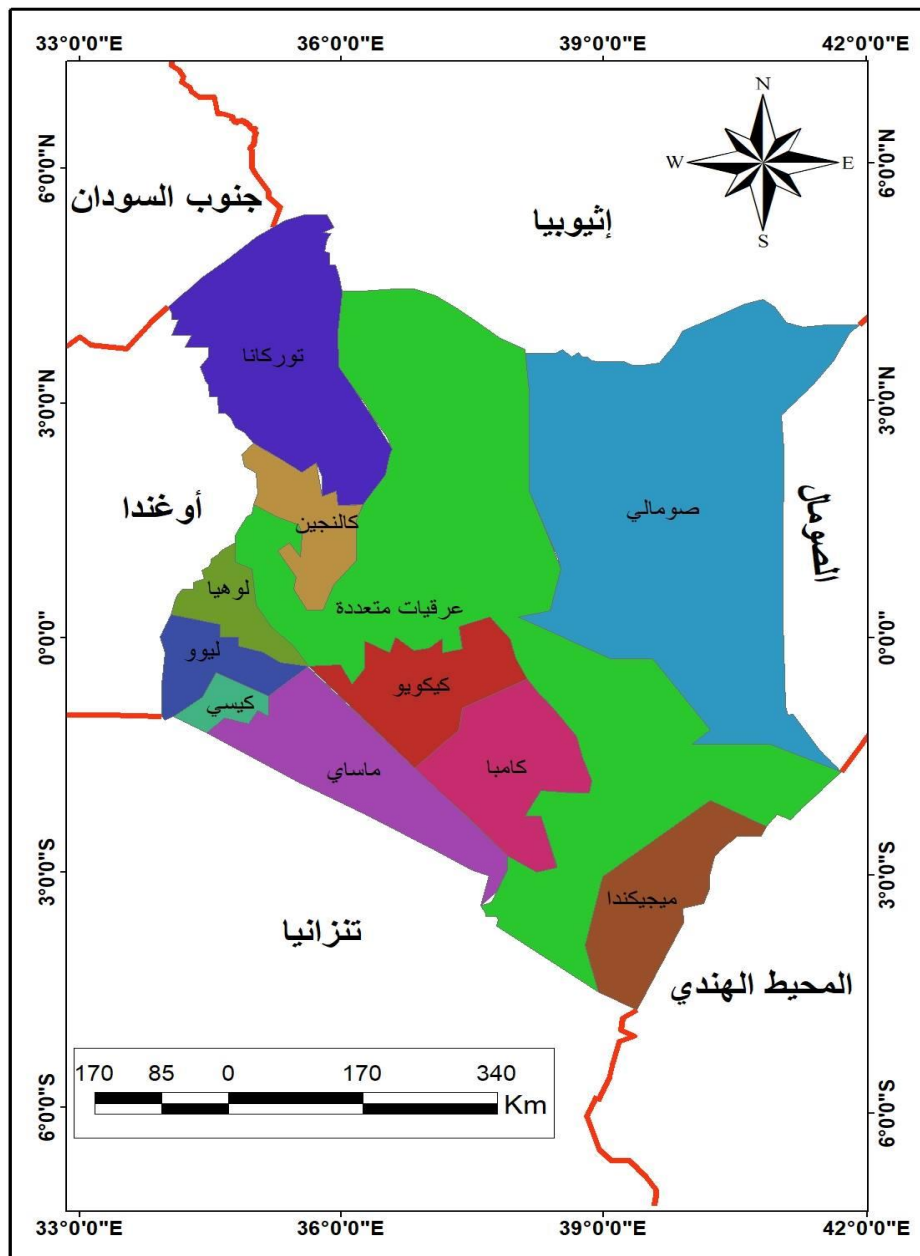 33°0'0"E 36°0'0"E 39°0'0"E 42°0'0"E
N
W E
S
6°0'0"N 6°0'0"N
جنوب السودان
إثيوبيا
توركانا
3°0'0"N 3°0'0"N
أوغندا
كالنجين
صومالي
الصومال
لوهيا
عرقيات متعددة
0°0'0" 0°0'0"
ليوو
كيكويو
كيسي
ماساي
كامبا
3°0'0"S 3°0'0"S
ميجيكندا
تنزانيا
المحيط الهندي
170 85 0 170 340
Km
6°0'0"S 6°0'0"S
33°0'0"E 36°0'0"E 39°0'0"E 42°0'0"E